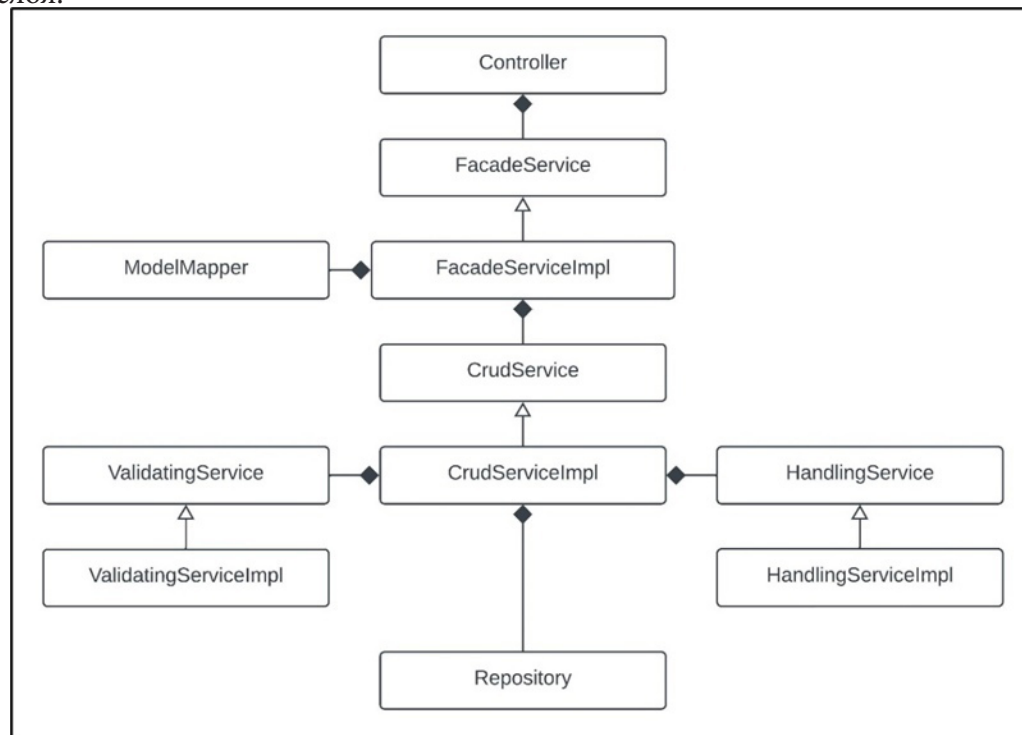 Controller
FacadeService
ModelMapper
FacadeServiceImpl
CrudService
ValidatingService
CrudServiceImpl
HandlingService
ValidatingServiceImpl
HandlingServiceImpl
Repository